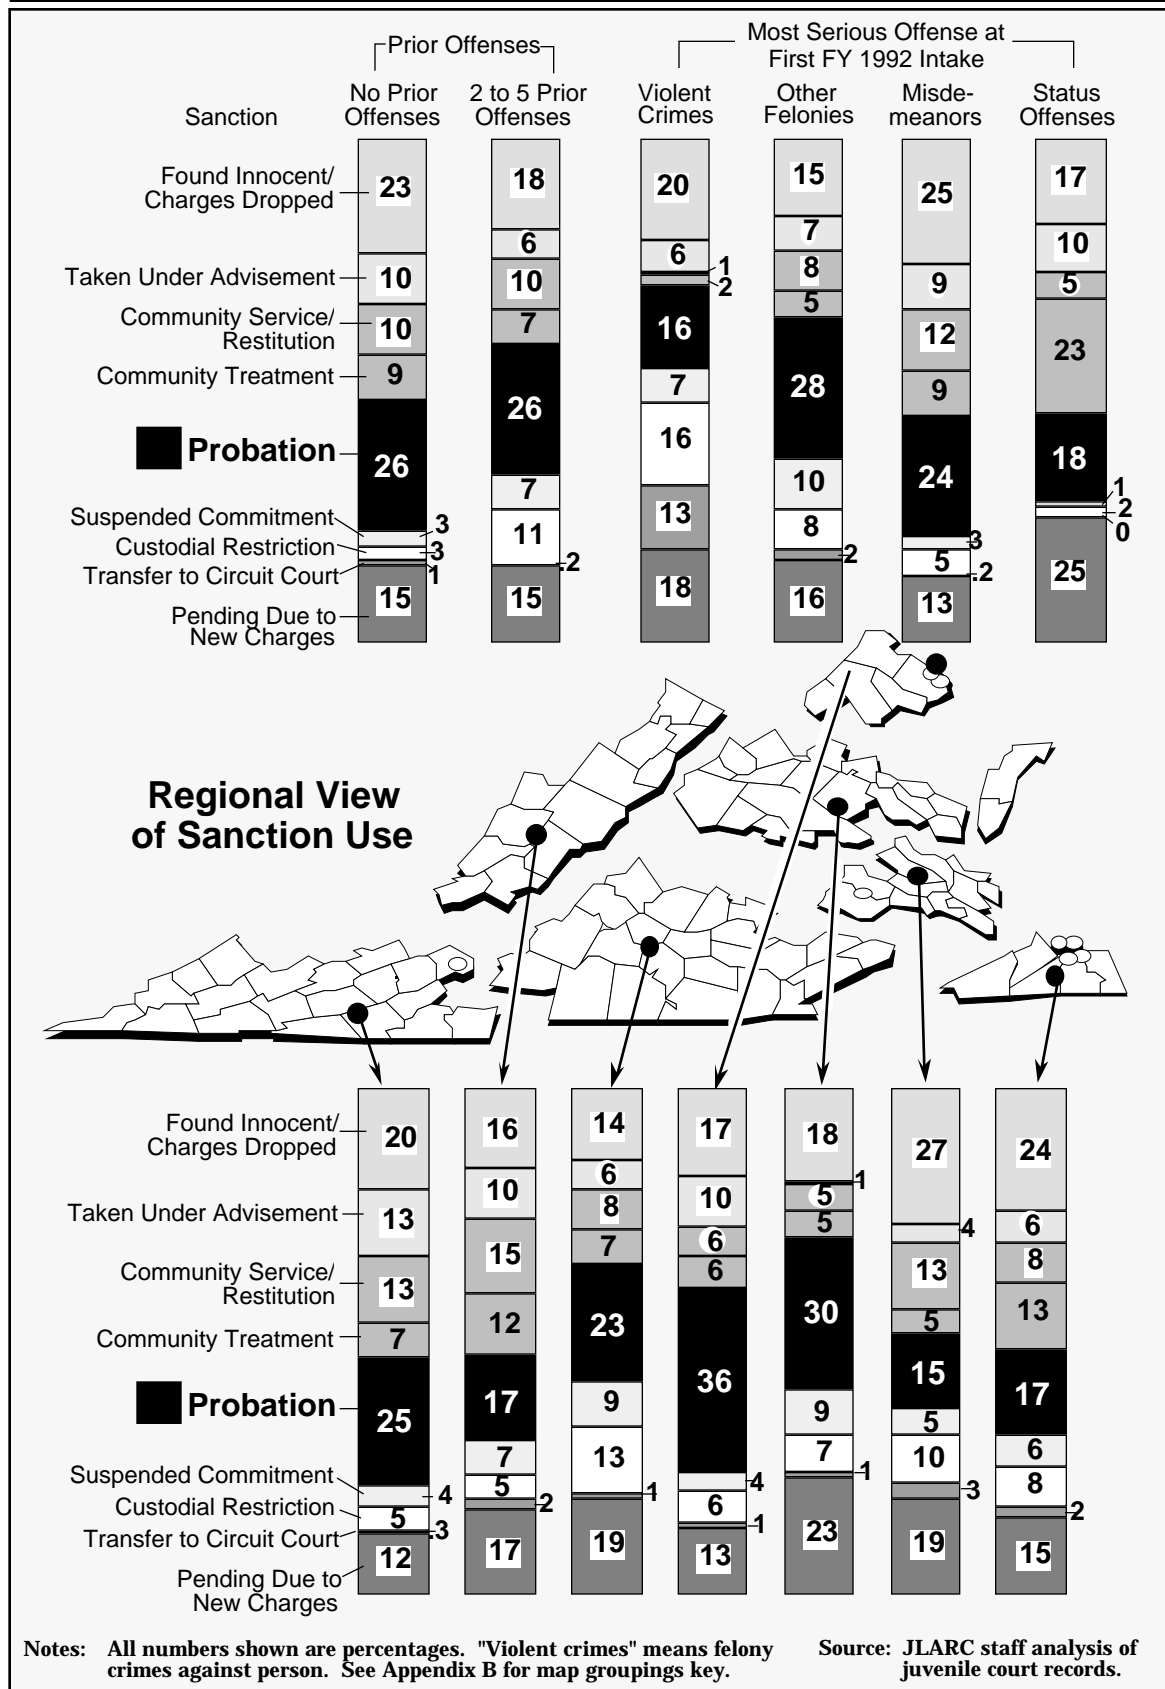 Prior Offenses
Most Serious Offense at
First FY 1992 Intake
Sanction
No Prior
Offenses
2 to 5 Prior
Offenses
Violent
Crimes
Other
Felonies
Misde-
meanors
Status
Offenses
Found Innocent/
Charges Dropped
23 18 20 15 25 17
Taken Under Advisement
10 6 6 7 9 10
Community Service/
Restitution
10 10 1 8 12 5
Community Treatment
9 7 2 5 9 23
Probation
26 26 16 28 24 18
Suspended Commitment
3 7 7 10 3 1
Custodial Restriction
3 11 16 8 5 2
Transfer to Circuit Court
1 .2 13 2 .2 0
Pending Due to
New Charges
15 15 18 16 13 25
Regional View
of Sanction Use
Found Innocent/
Charges Dropped
20 16 14 17 18 27 24
Taken Under Advisement
13 10 6 10 1 4 6
Community Service/
Restitution
13 15 8 6 5 13 8
Community Treatment
7 12 7 6 5 5 13
Probation
25 17 23 36 30 15 17
Suspended Commitment
4 7 9 4 9 5 6
Custodial Restriction
5 5 13 6 7 10 8
Transfer to Circuit Court
.3 2 1 1 1 3 2
Pending Due to
New Charges
12 17 19 13 23 19 15
Notes: All numbers shown are percentages. "Violent crimes" means felony
crimes against person. See Appendix B for map groupings key.
Source: JLARC staff analysis of
juvenile court records.